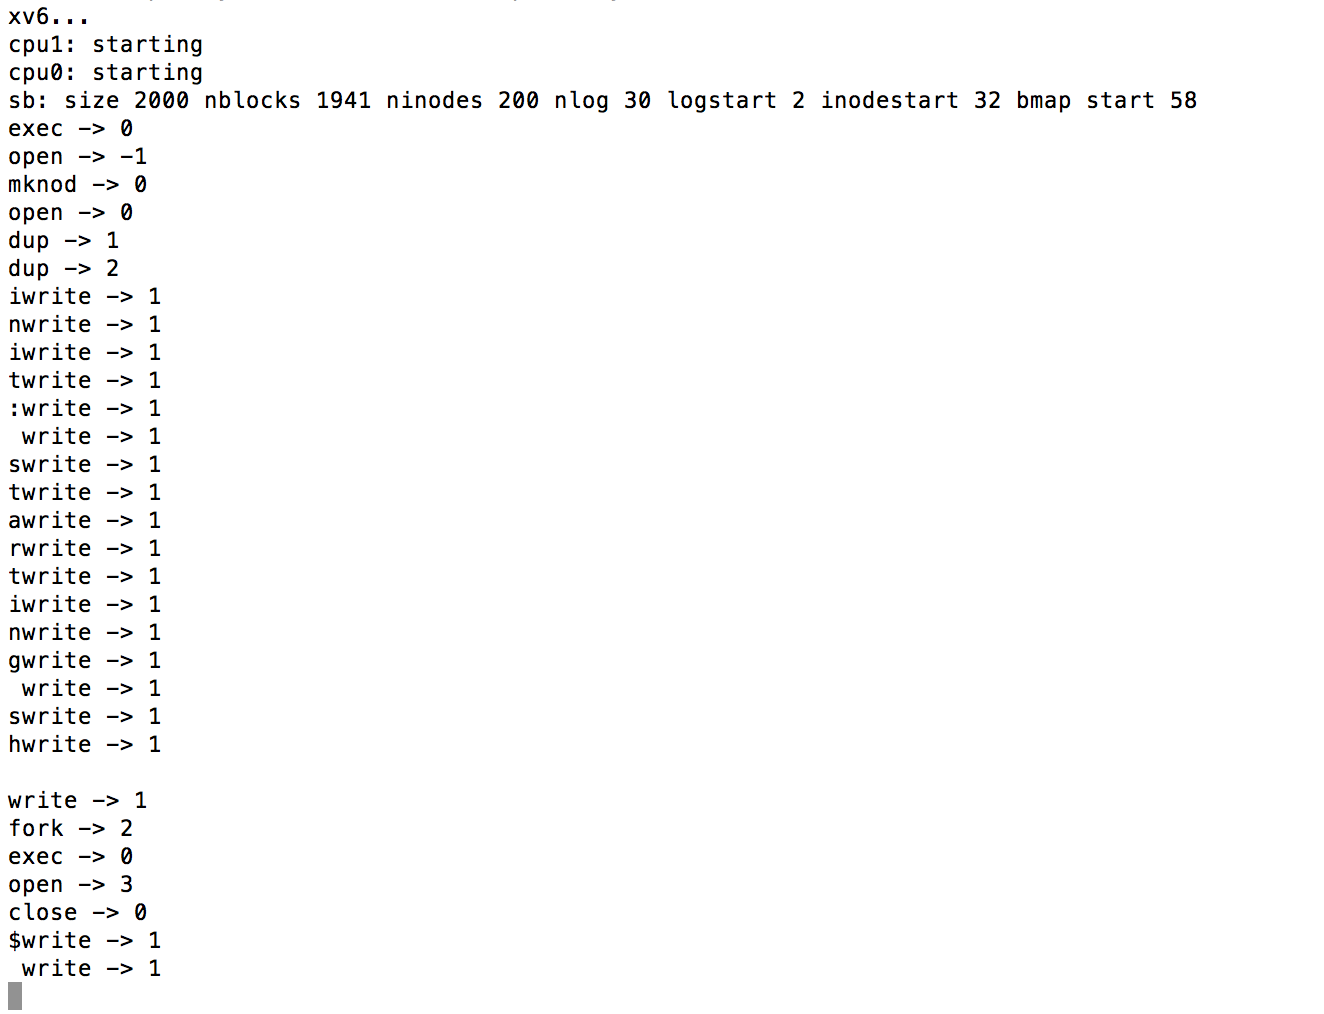 xv6...
cpu1: starting
cpu0: starting
sb: size 2000 nblocks 1941 ninodes 200 nlog 30 logstart 2 inodestart 32 bmap start 58
exec -> 0
open -> -1
mknod -> 0
open -> 0
dup -> 1
dup -> 2
iwrite -> 1
nwrite -> 1
iwrite -> 1
twrite -> 1
:write -> 1
 write -> 1
swrite -> 1
twrite -> 1
awrite -> 1
rwrite -> 1
twrite -> 1
iwrite -> 1
nwrite -> 1
gwrite -> 1
 write -> 1
swrite -> 1
hwrite -> 1

write -> 1
fork -> 2
exec -> 0
open -> 3
close -> 0
$write -> 1
 write -> 1